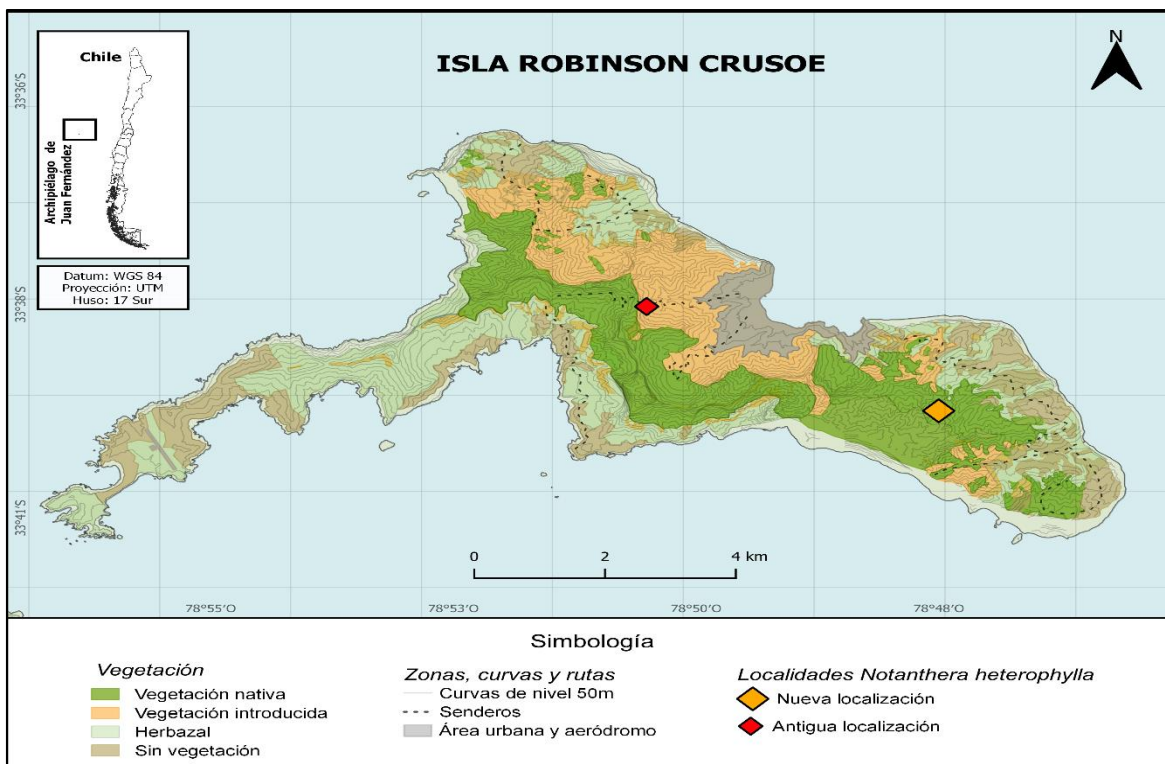 Chile
Archipiélago de
Juan Fernández
Datum: WGS 84
Proyección: UTM
Huso: 17 Sur
ISLA ROBINSON CRUSOE
N
33°36'S
33°38'S
33°41'S
0 2 4 km
78°55'O 78°53'O 78°50'O 78°48'O
Simbología
Vegetación
Vegetación nativa
Vegetación introducida
Herbazal
Sin vegetación
Zonas, curvas y rutas
Curvas de nivel 50m
Senderos
Área urbana y aeródromo
Localidades Notanthera heterophylla
Nueva localización
Antigua localización